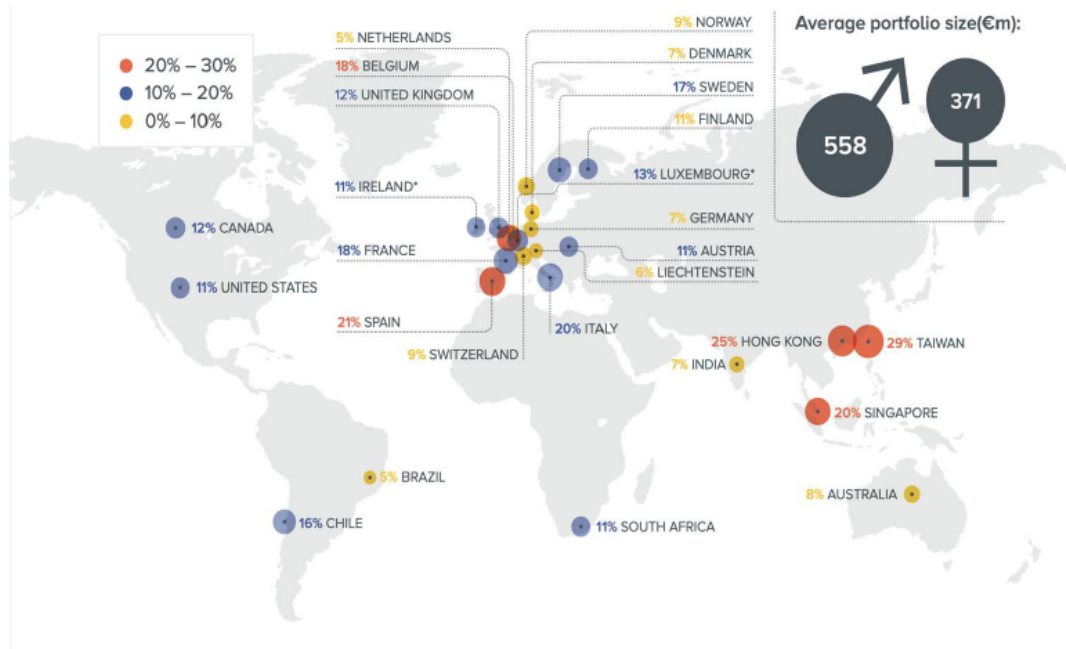 Average portfolio size(€m):
558
371
20% – 30%
10% – 20%
0% – 10%
5% NETHERLANDS
18% BELGIUM
12% UNITED KINGDOM
9% NORWAY
7% DENMARK
17% SWEDEN
11% FINLAND
13% LUXEMBOURG*
11% IRELAND*
7% GERMANY
12% CANADA
18% FRANCE
11% AUSTRIA
6% LIECHTENSTEIN
11% UNITED STATES
21% SPAIN
20% ITALY
9% SWITZERLAND
25% HONG KONG
29% TAIWAN
7% INDIA
20% SINGAPORE
5% BRAZIL
8% AUSTRALIA
16% CHILE
11% SOUTH AFRICA